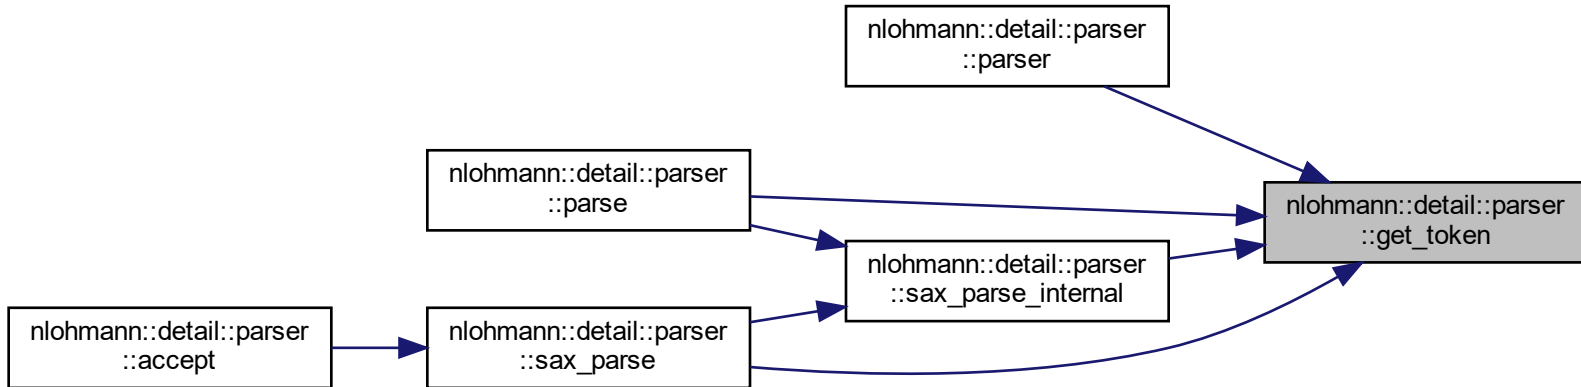 nlohmann::detail::parser
::parser
nlohmann::detail::parser
::parse
nlohmann::detail::parser
::get_token
nlohmann::detail::parser
::sax_parse_internal
nlohmann::detail::parser
::accept
nlohmann::detail::parser
::sax_parse